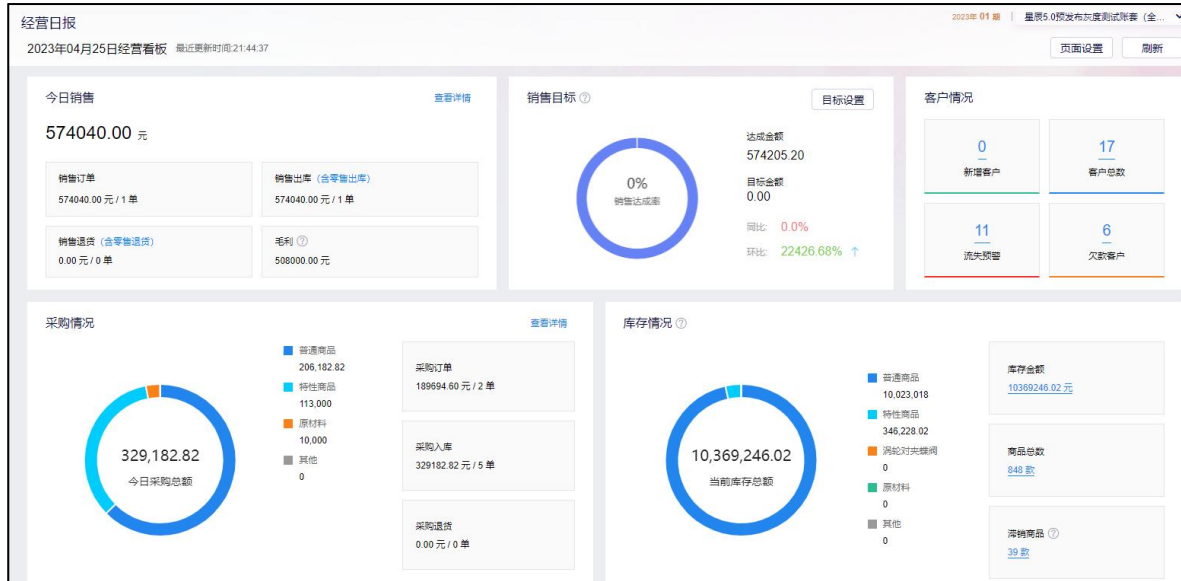 经营日报
2023年 01 期
星辰5.0预发布灰度测试账套（全...
2023年04月25日经营看板 最近更新时间:21:44:37
页面设置
刷新
今日销售
查看详情
574040.00 元
销售订单
574040.00 元 / 1 单
销售出库（含零售出库）
574040.00 元 / 1 单
销售退货（含零售退货）
0.00 元 / 0 单
毛利
508000.00 元
销售目标
目标设置
0%
销售达成率
达成金额
574205.20
目标金额
0.00
同比: 0.0%
环比: 22426.68% ↑
客户情况
0
新增客户
17
客户总数
11
流失预警
6
欠款客户
采购情况
查看详情
329,182.82
今日采购总额
普通商品
206,182.82
特性商品
113,000
原材料
10,000
其他
0
采购订单
189694.60 元 / 2 单
采购入库
329182.82 元 / 5 单
采购退货
0.00 元 / 0 单
库存情况
10,369,246.02
当前库存总额
普通商品
10,023,018
特性商品
346,228.02
涡轮对夹蝶阀
0
原材料
0
其他
0
库存金额
10369246.02 元
商品总数
848 款
滞销商品
39 款